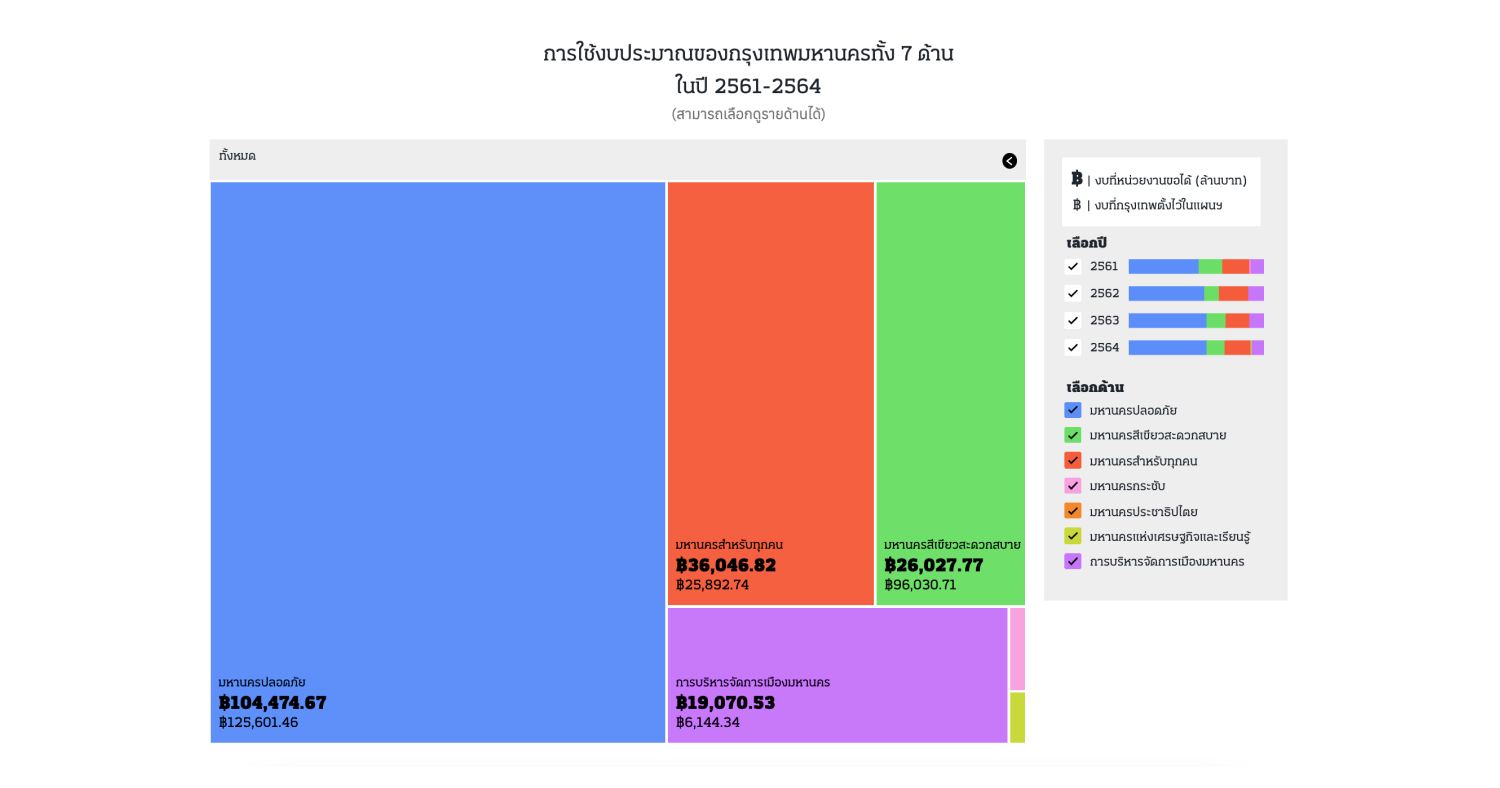 การใช้งบประมาณของกรุงเทพมหานครทั้ง 7 ด้าน
ในปี 2561-2564
(สามารถเลือกดูรายด้านได้)
ทั้งหมด
มหานครปลอดภัย
฿104,474.67
฿125,601.46
มหานครสำหรับทุกคน
฿36,046.82
฿25,892.74
มหานครสีเขียวสะดวกสบาย
฿26,027.77
฿96,030.71
การบริหารจัดการเมืองมหานคร
฿19,070.53
฿6,144.34
฿ | งบที่หน่วยงานขอได้ (ล้านบาท)
฿ | งบที่กรุงเทพตั้งไว้ในแผนฯ
เลือกปี
2561
2562
2563
2564
เลือกด้าน
มหานครปลอดภัย
มหานครสีเขียวสะดวกสบาย
มหานครสำหรับทุกคน
มหานครกระชับ
มหานครประชาธิปไตย
มหานครแห่งเศรษฐกิจและเรียนรู้
การบริหารจัดการเมืองมหานคร